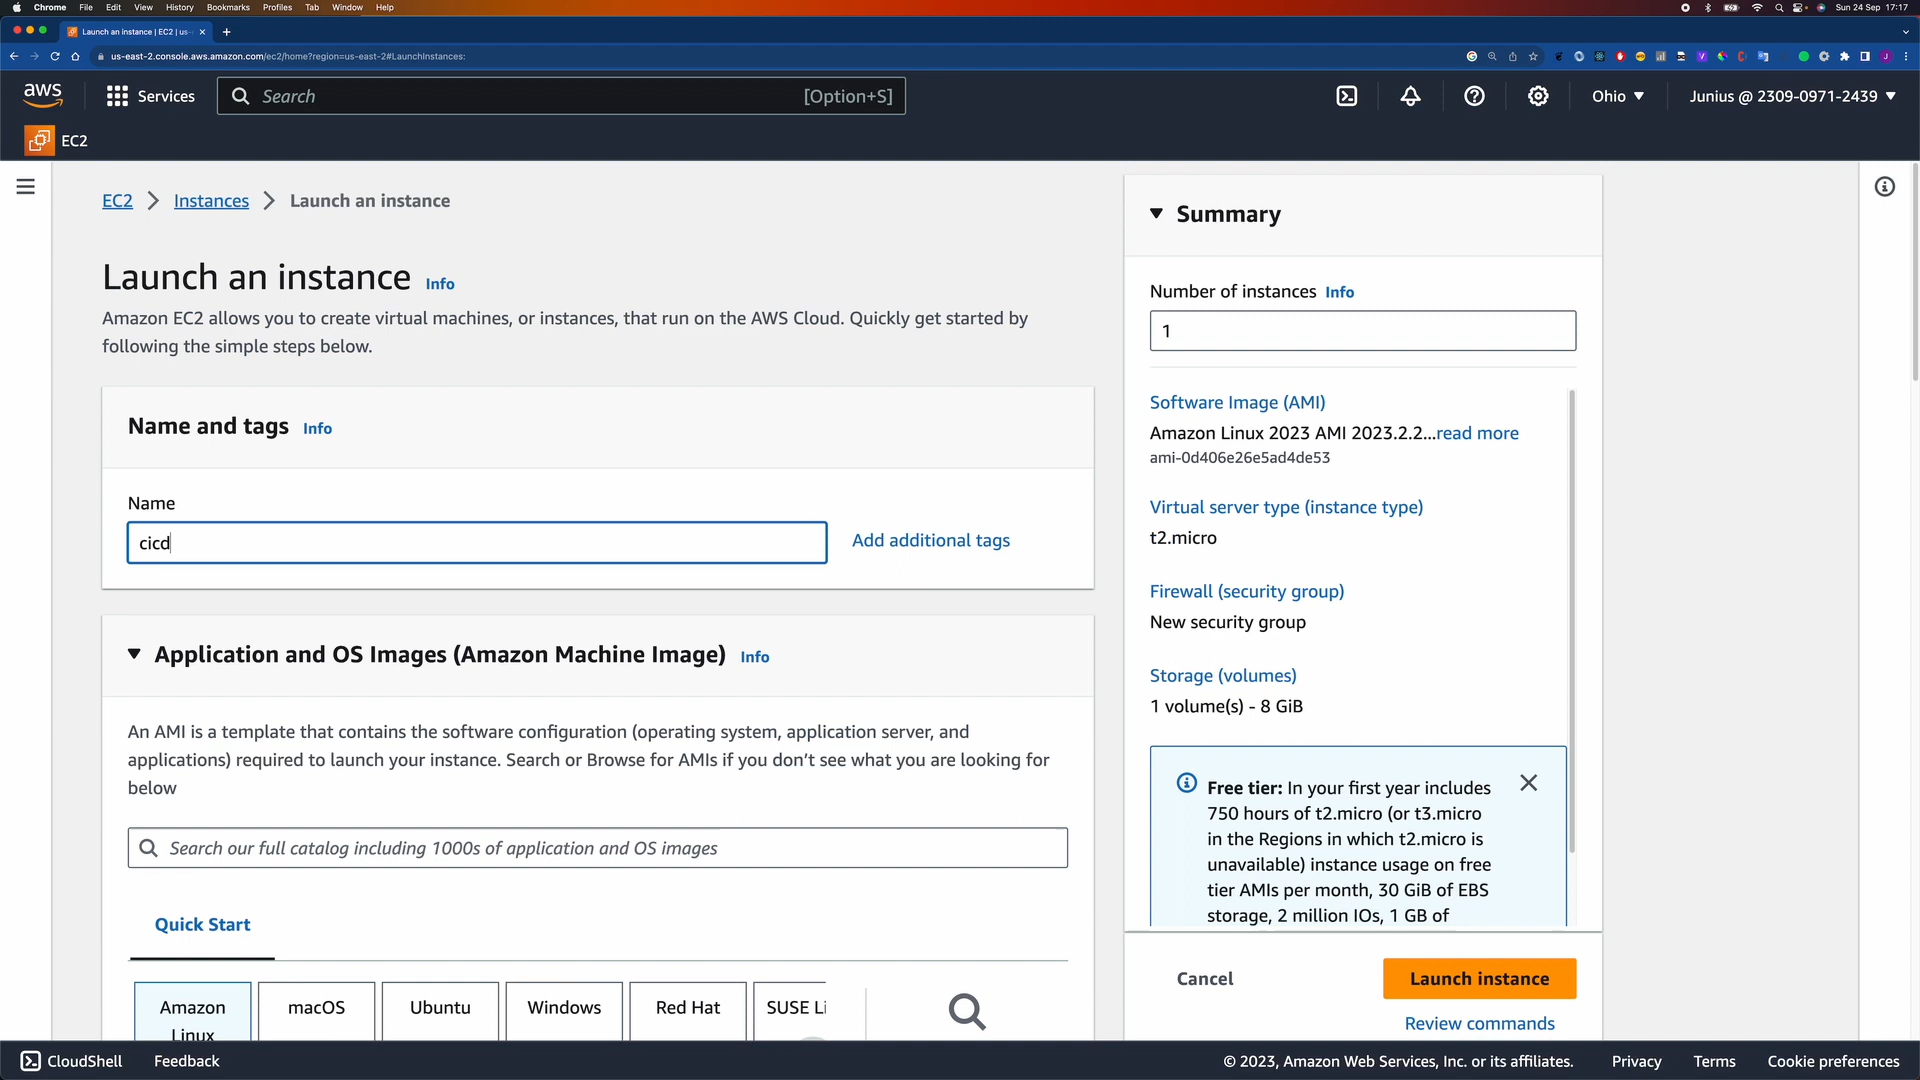 Chrome File Edit View History Bookmarks Profiles Tab Window Help
Sun 24 Sep 17:17
Launch an instance | EC2 | us-
us-east-2.console.aws.amazon.com/ec2/home?region=us-east-2#LaunchInstances:
aws Services Search [Option+S] Ohio Junius @ 2309-0971-2439
EC2
EC2 Instances Launch an instance
Launch an instance Info
Amazon EC2 allows you to create virtual machines, or instances, that run on the AWS Cloud. Quickly get started by
following the simple steps below.
Name and tags Info
Name
cicd
Add additional tags
Application and OS Images (Amazon Machine Image) Info
An AMI is a template that contains the software configuration (operating system, application server, and
applications) required to launch your instance. Search or Browse for AMIs if you don’t see what you are looking for
below
Search our full catalog including 1000s of application and OS images
Quick Start
Amazon
Linux
macOS
Ubuntu
Windows
Red Hat
SUSE Li
Summary
Number of instances Info
1
Software Image (AMI)
Amazon Linux 2023 AMI 2023.2.2...read more
ami-0d406e26e5ad4de53
Virtual server type (instance type)
t2.micro
Firewall (security group)
New security group
Storage (volumes)
1 volume(s) - 8 GiB
Free tier: In your first year includes
750 hours of t2.micro (or t3.micro
in the Regions in which t2.micro is
unavailable) instance usage on free
tier AMIs per month, 30 GiB of EBS
storage, 2 million IOs, 1 GB of
Cancel
Launch instance
Review commands
CloudShell Feedback
© 2023, Amazon Web Services, Inc. or its affiliates. Privacy Terms Cookie preferences